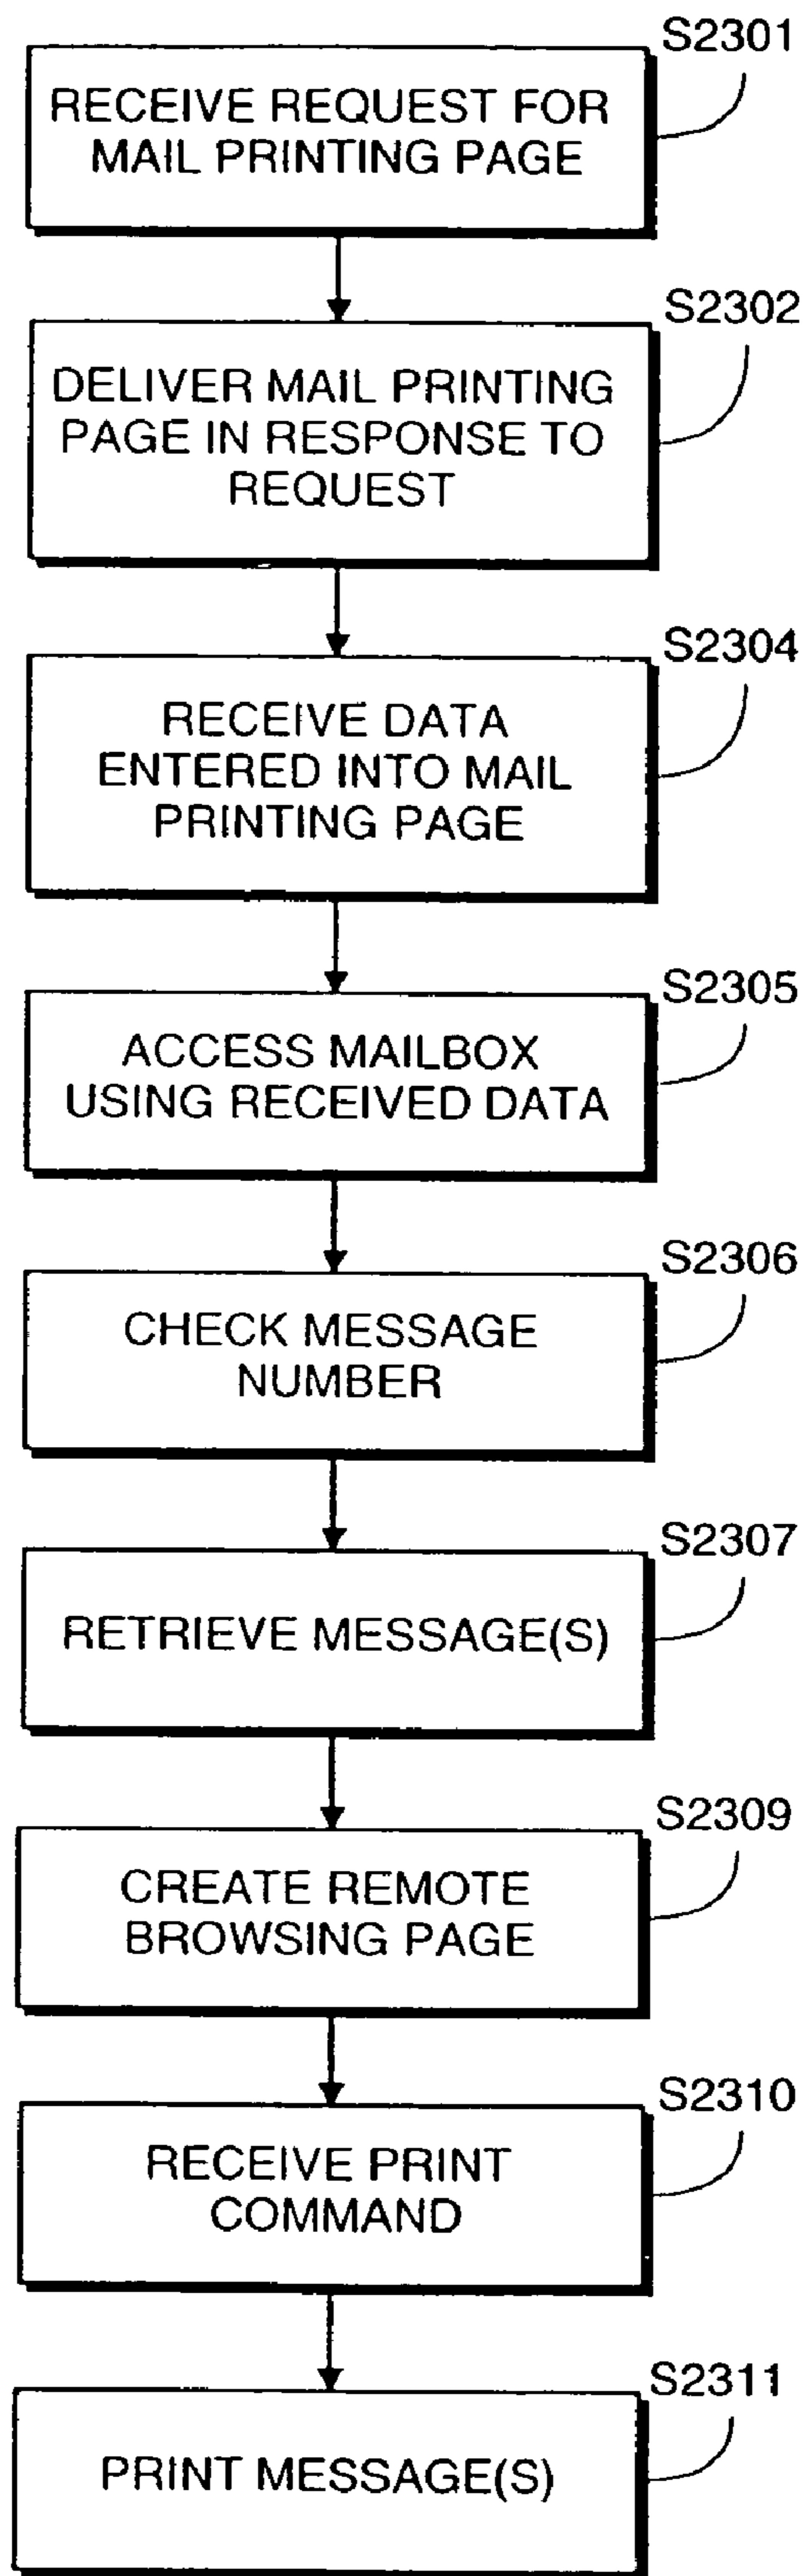 S2301
RECEIVE REQUEST FOR
MAIL PRINTING PAGE
S2302
DELIVER MAIL PRINTING
PAGE IN RESPONSE TO
REQUEST
S2304
RECEIVE DATA
ENTERED INTO MAIL
PRINTING PAGE
S2305
ACCESS MAILBOX
USING RECEIVED DATA
S2306
CHECK MESSAGE
NUMBER
S2307
RETRIEVE MESSAGE(S)
S2309
CREATE REMOTE
BROWSING PAGE
S2310
RECEIVE PRINT
COMMAND
S2311
PRINT MESSAGE(S)